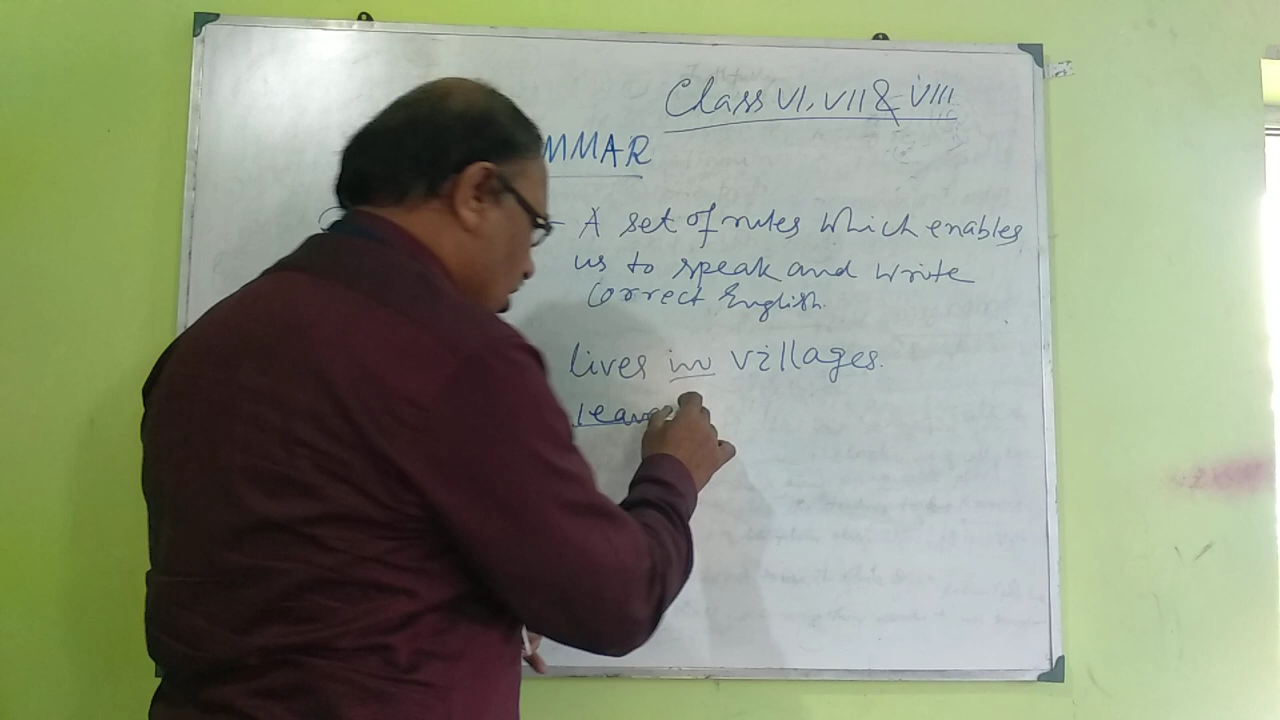 Class VI, VII & VIII
MMAR
- A set of rules which enables
us to speak and write
correct English.
lives in villages.
leave